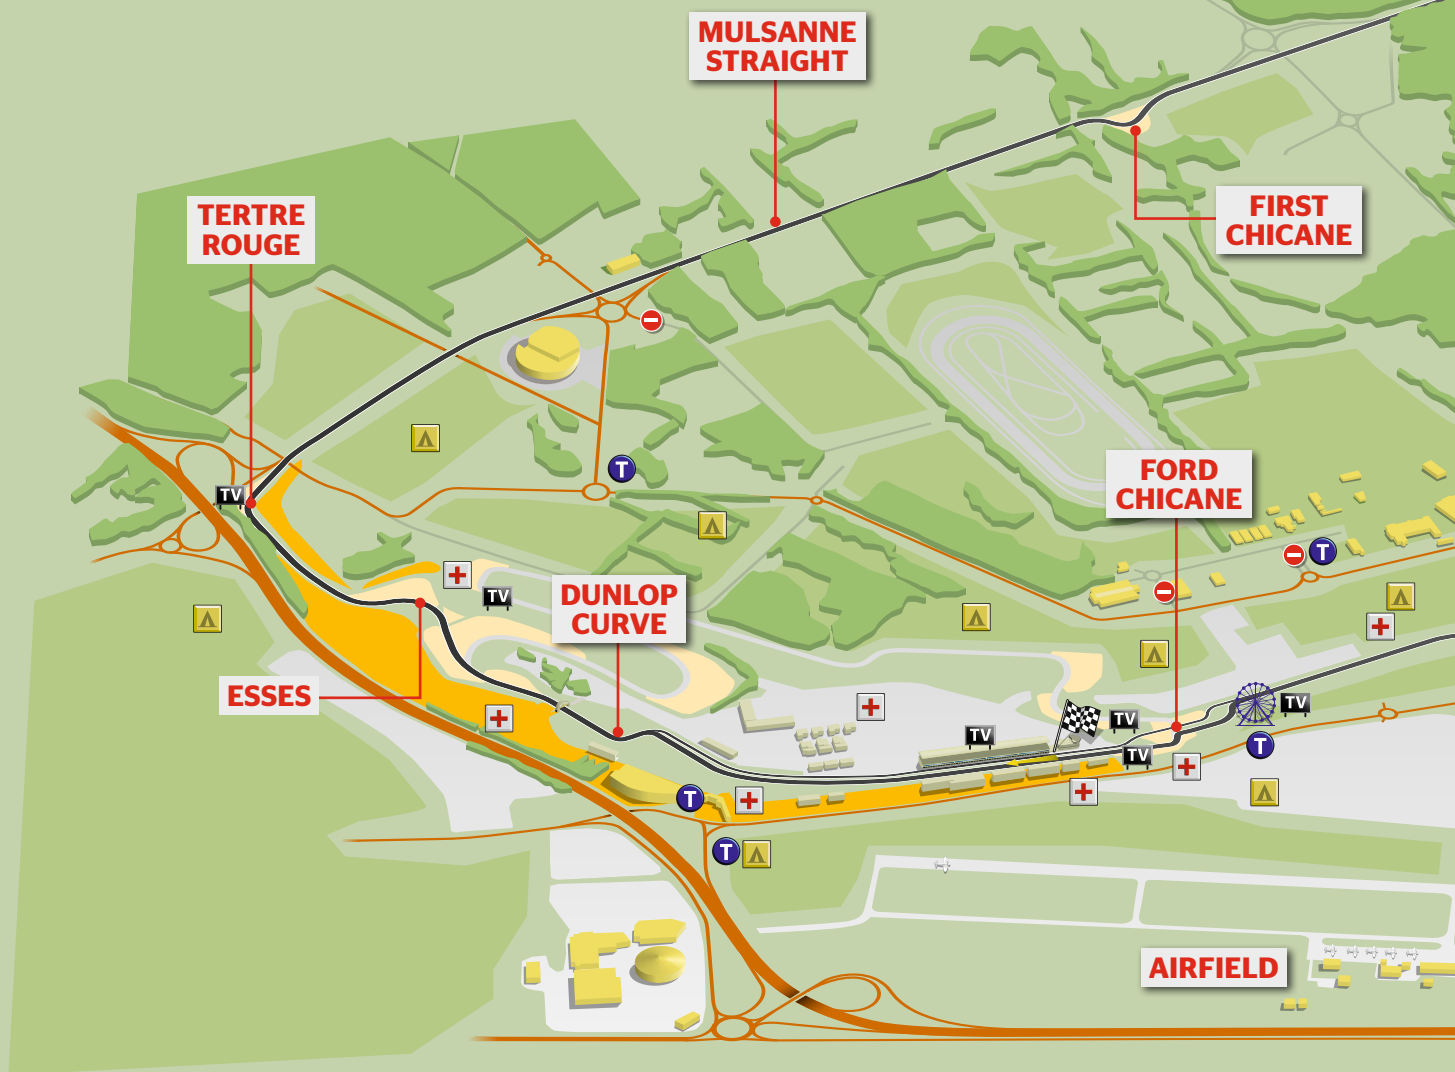 MULSANNE
STRAIGHT
TERTRE
ROUGE
FIRST
CHICANE
T
FORD
CHICANE
TV
T
TV
DUNLOP
CURVE
ESSES
TV
TV
TV
TV
T
T
T
AIRFIELD